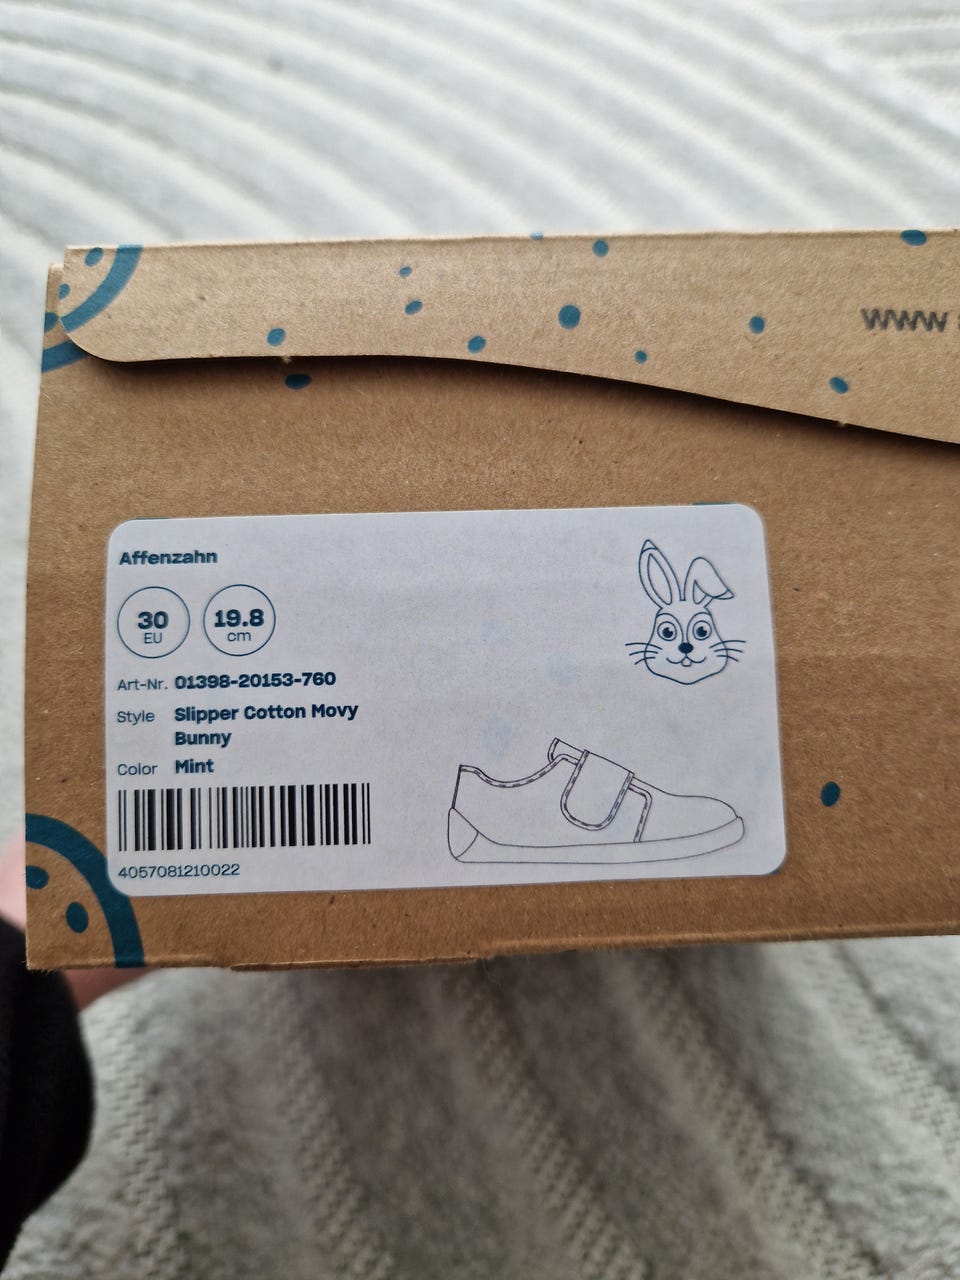 www
Affenzahn
30
EU
19.8
cm
Art-Nr. 01398-20153-760
Style Slipper Cotton Movy
Bunny
Color Mint
4057081210022